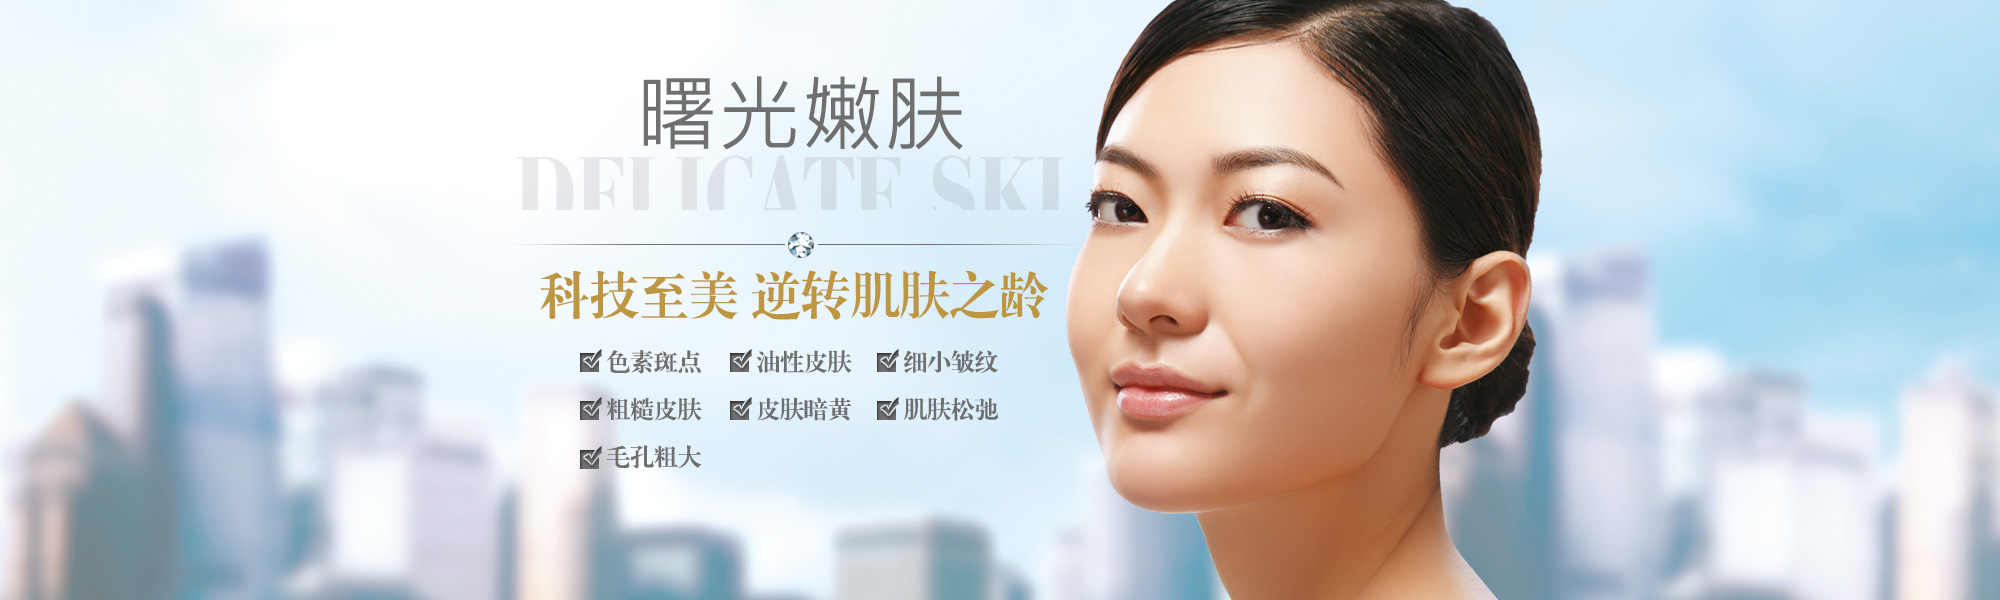 曙光嫩肤
DELICATE SKI
科技至美 逆转肌肤之龄
色素斑点 油性皮肤 细小皱纹
粗糙皮肤 皮肤暗黄 肌肤松弛
毛孔粗大